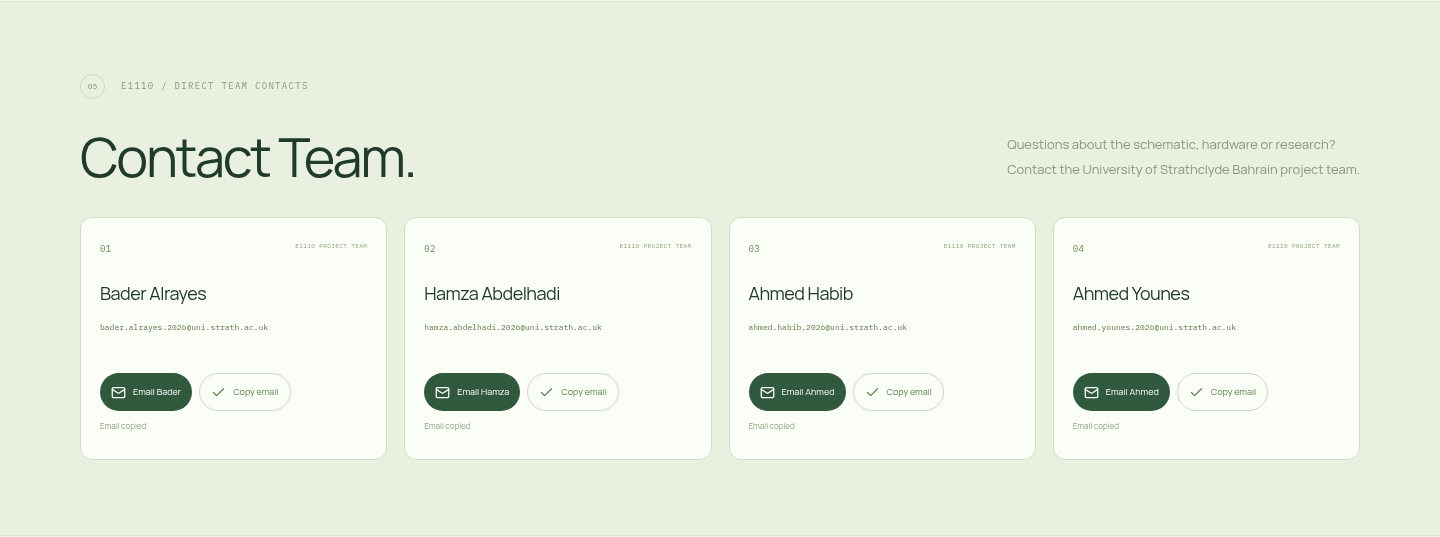 05 E1110 / DIRECT TEAM CONTACTS
Contact Team.
Questions about the schematic, hardware or research?
Contact the University of Strathclyde Bahrain project team.
01 E1110 PROJECT TEAM
Bader Alrayes
bader.alrayes.2026@uni.strath.ac.uk
Email Bader Copy email
Email copied
02 E1110 PROJECT TEAM
Hamza Abdelhadi
hamza.abdelhadi.2026@uni.strath.ac.uk
Email Hamza Copy email
Email copied
03 E1110 PROJECT TEAM
Ahmed Habib
ahmed.habib.2026@uni.strath.ac.uk
Email Ahmed Copy email
Email copied
04 E1110 PROJECT TEAM
Ahmed Younes
ahmed.younes.2026@uni.strath.ac.uk
Email Ahmed Copy email
Email copied